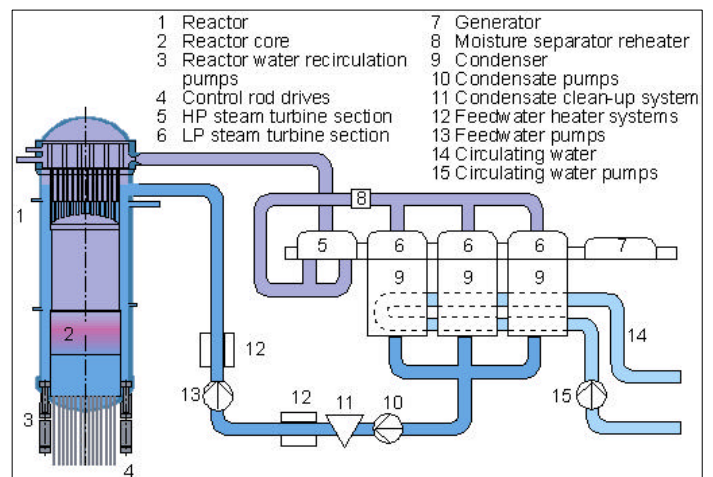 1 Reactor
2 Reactor core
3 Reactor water recirculation
pumps
4 Control rod drives
5 HP steam turbine section
6 LP steam turbine section
7 Generator
8 Moisture separator reheater
9 Condenser
10 Condensate pumps
11 Condensate clean-up system
12 Feedwater heater systems
13 Feedwater pumps
14 Circulating water
15 Circulating water pumps
8
1
5
6
6
6
7
9
9
9
2
12
14
13
12
11
10
15
3
4